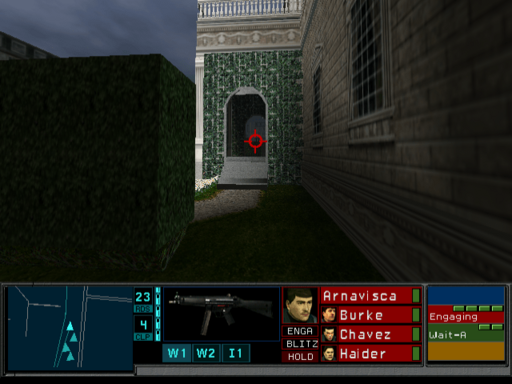 23
RDS
4
CLP
W1 W2 I1
ENGA
BLITZ
HOLD
Arnavisca
Burke
Chavez
Haider
Engaging
Wait-A